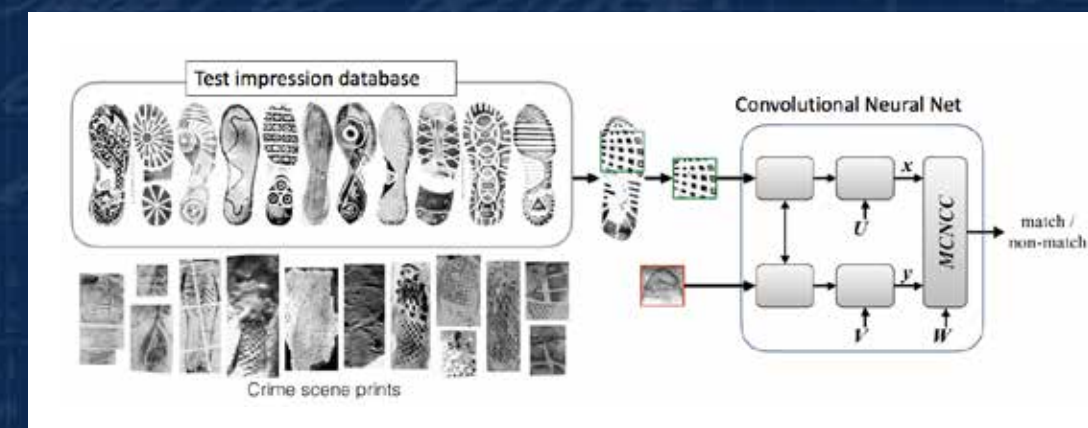 Test impression database
Convolutional Neural Net
x
U
MCNCC
match /
non-match
y
V
W
Crime scene prints